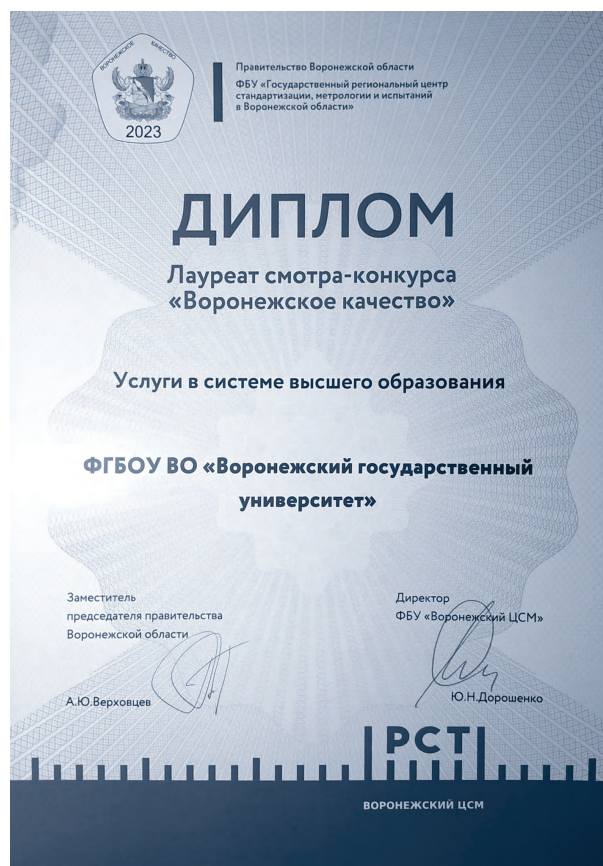 ВОРОНЕЖСКОЕ КАЧЕСТВО
2023
Правительство Воронежской области
ФБУ «Государственный региональный центр
стандартизации, метрологии и испытаний
в Воронежской области»
ДИПЛОМ
Лауреат смотра-конкурса
«Воронежское качество»
Услуги в системе высшего образования
ФГБОУ ВО «Воронежский государственный
университет»
Заместитель
председателя правительства
Воронежской области
А.Ю.Верховцев
Директор
ФБУ «Воронежский ЦСМ»
Ю.Н.Дорошенко
РСТ
ВОРОНЕЖСКИЙ ЦСМ